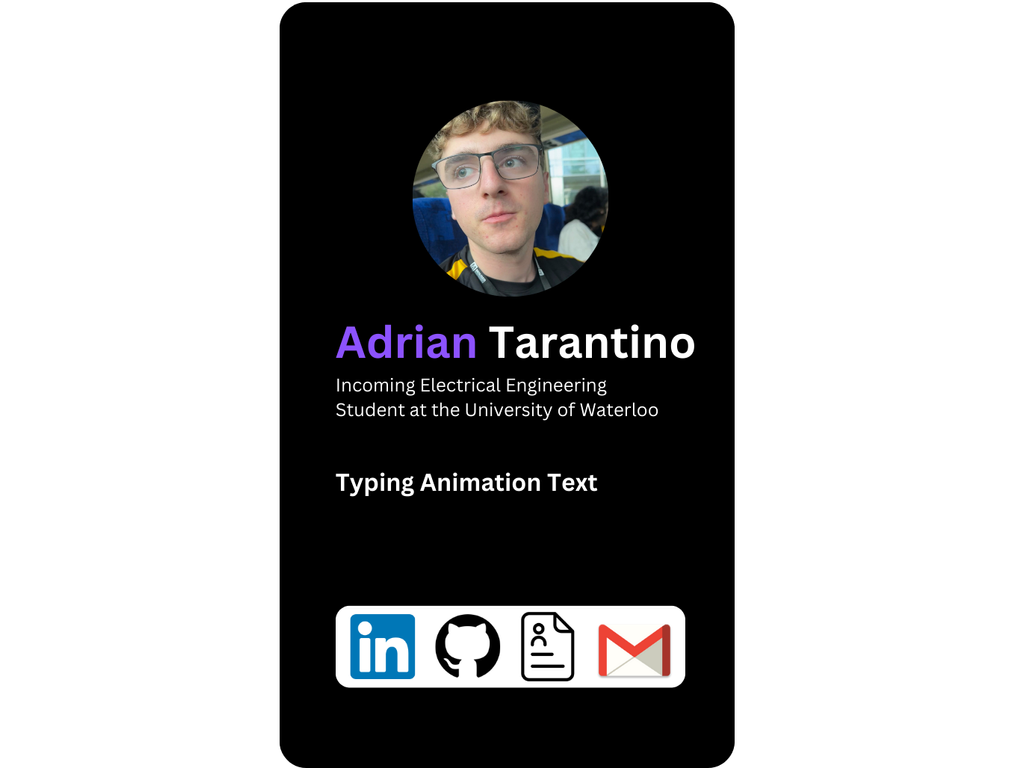 Adrian Tarantino
Incoming Electrical Engineering
Student at the University of Waterloo
Typing Animation Text
in